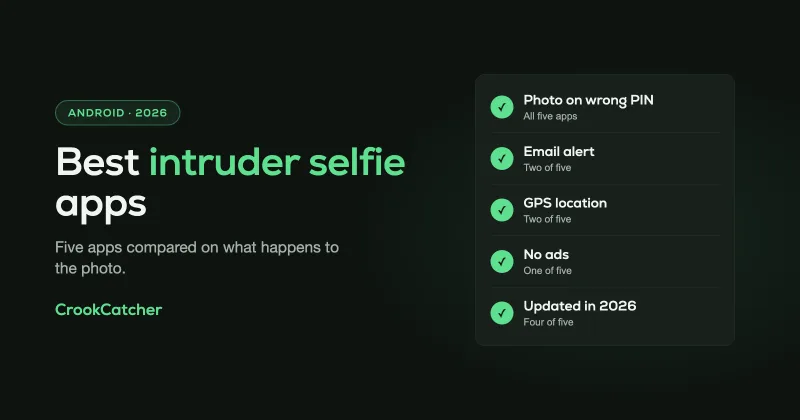 ANDROID · 2026
Best intruder selfie
apps
Five apps compared on what happens to
the photo.
CrookCatcher
Photo on wrong PIN
All five apps
Email alert
Two of five
GPS location
Two of five
No ads
One of five
Updated in 2026
Four of five